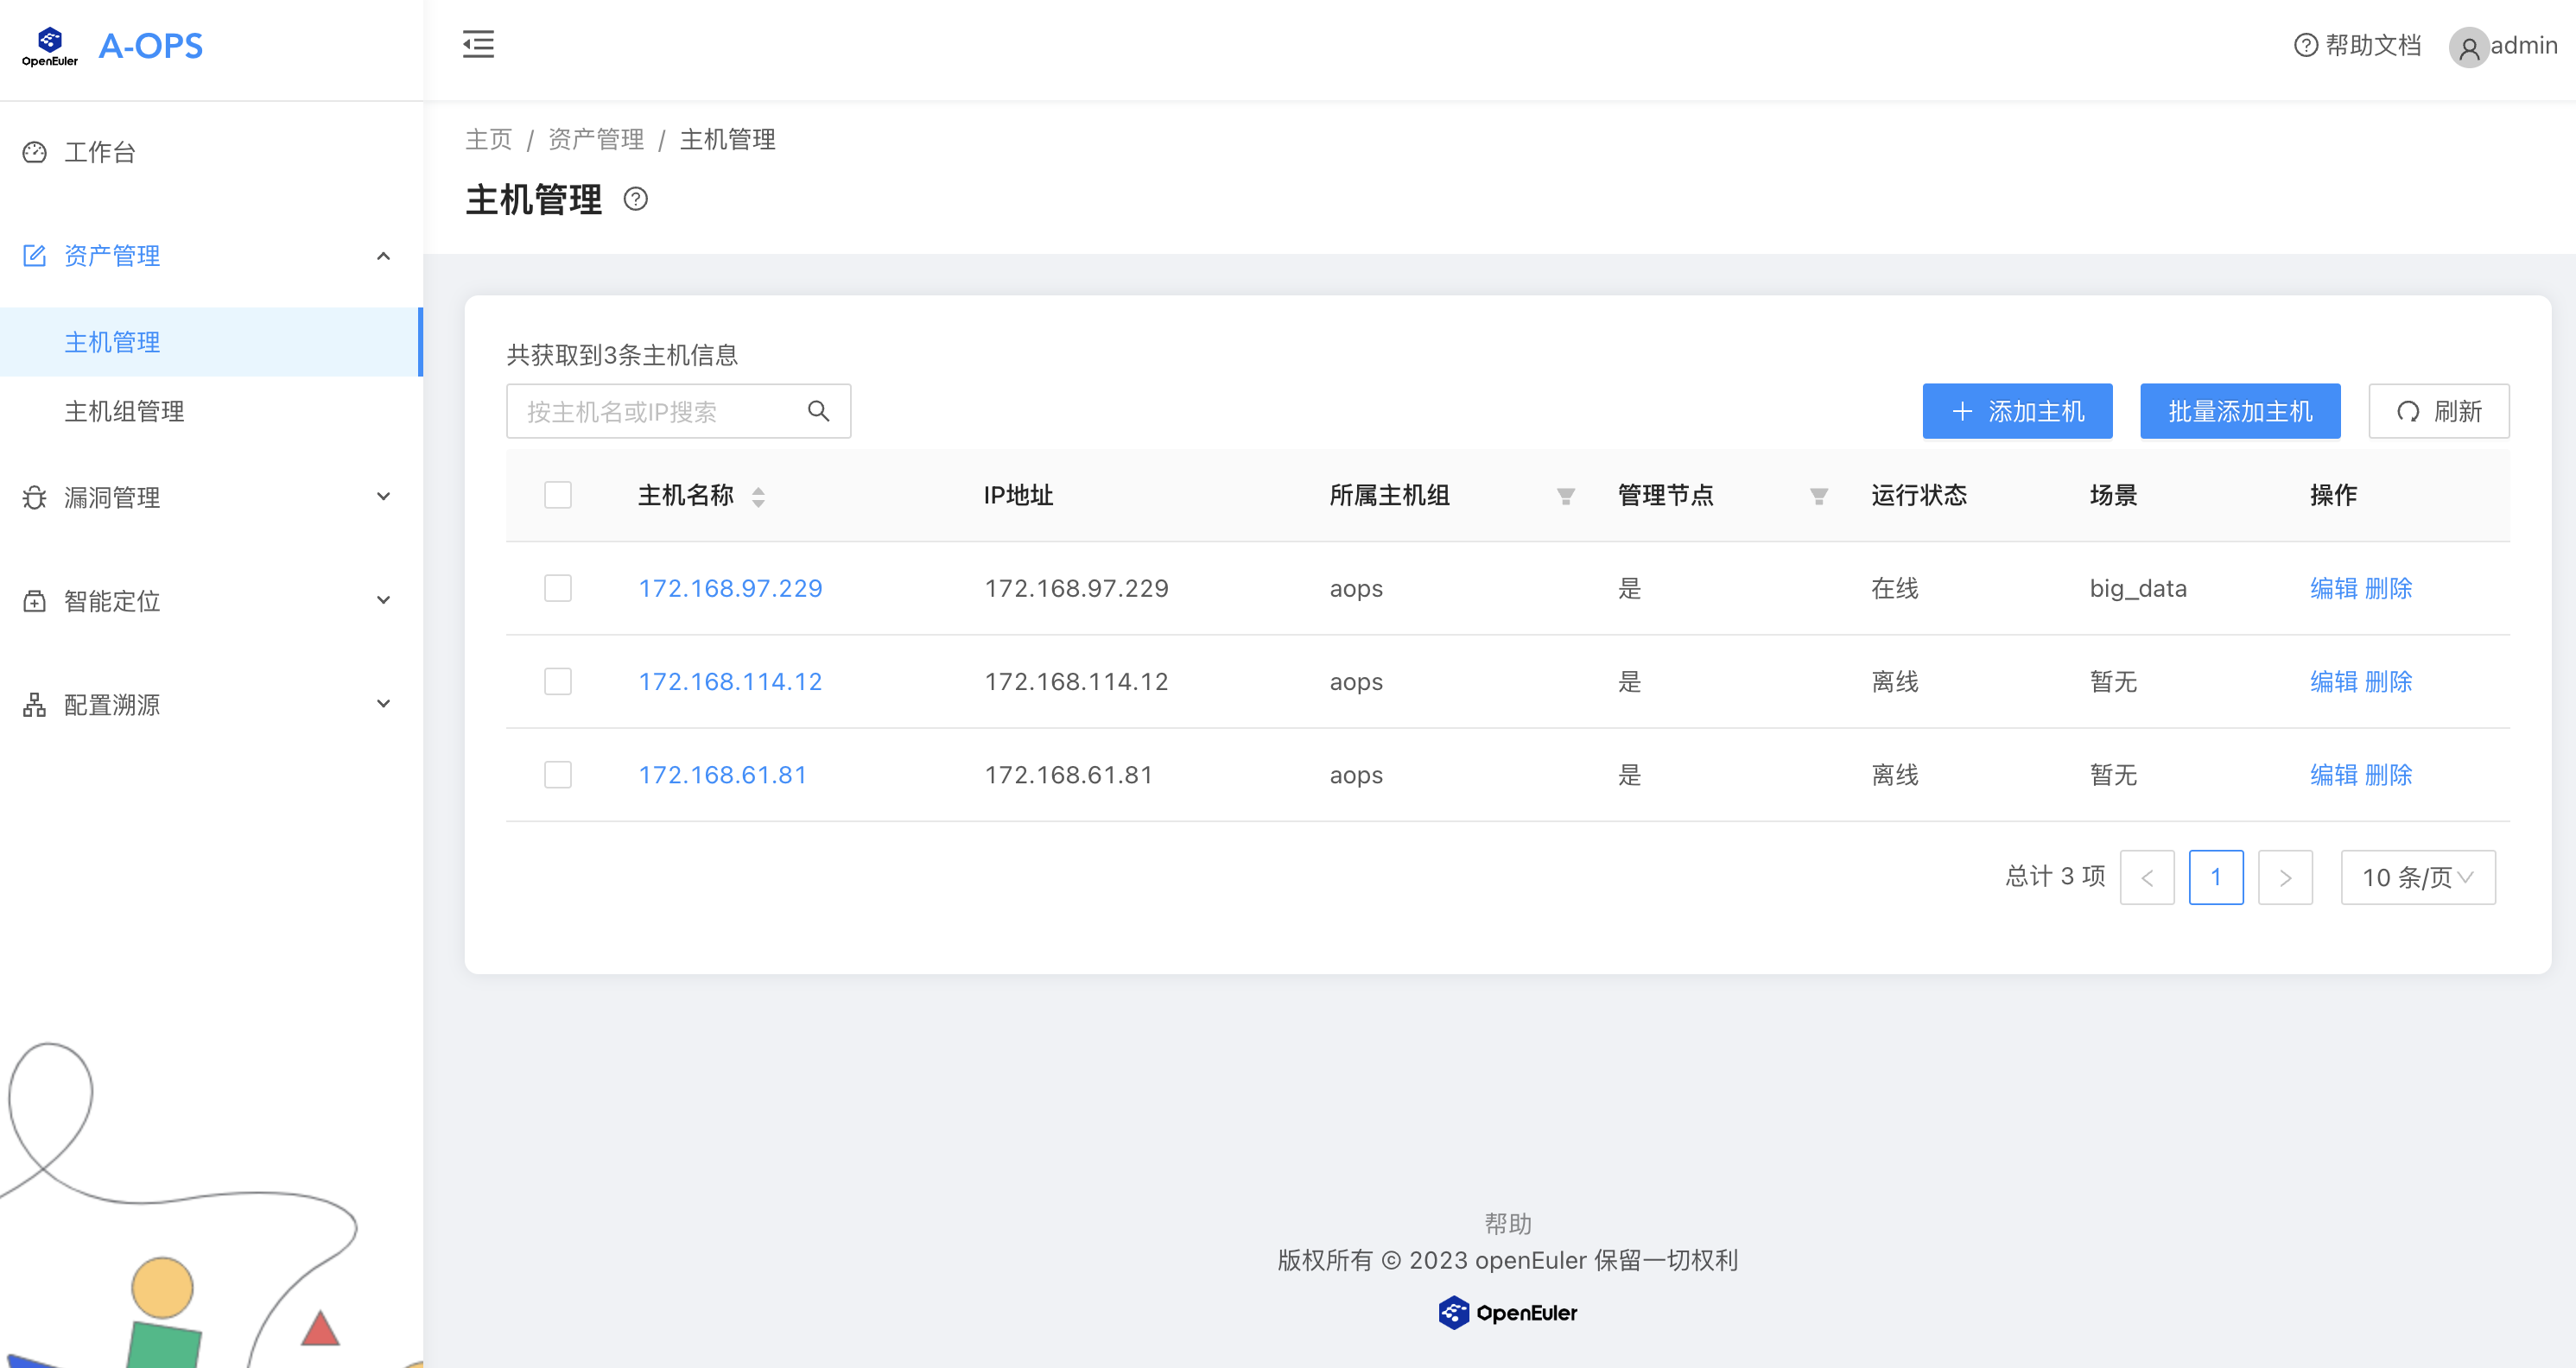 OpenEuler A-OPS
帮助文档 admin
工作台
资产管理
主机管理
主机组管理
漏洞管理
智能定位
配置溯源
主页 / 资产管理 / 主机管理
主机管理
共获取到3条主机信息
按主机名或IP搜索
添加主机 批量添加主机 刷新
主机名称 IP地址 所属主机组 管理节点 运行状态 场景 操作
172.168.97.229 172.168.97.229 aops 是 在线 big_data 编辑 删除
172.168.114.12 172.168.114.12 aops 是 离线 暂无 编辑 删除
172.168.61.81 172.168.61.81 aops 是 离线 暂无 编辑 删除
总计 3 项 < 1 > 10 条/页
帮助
版权所有 © 2023 openEuler 保留一切权利
OpenEuler